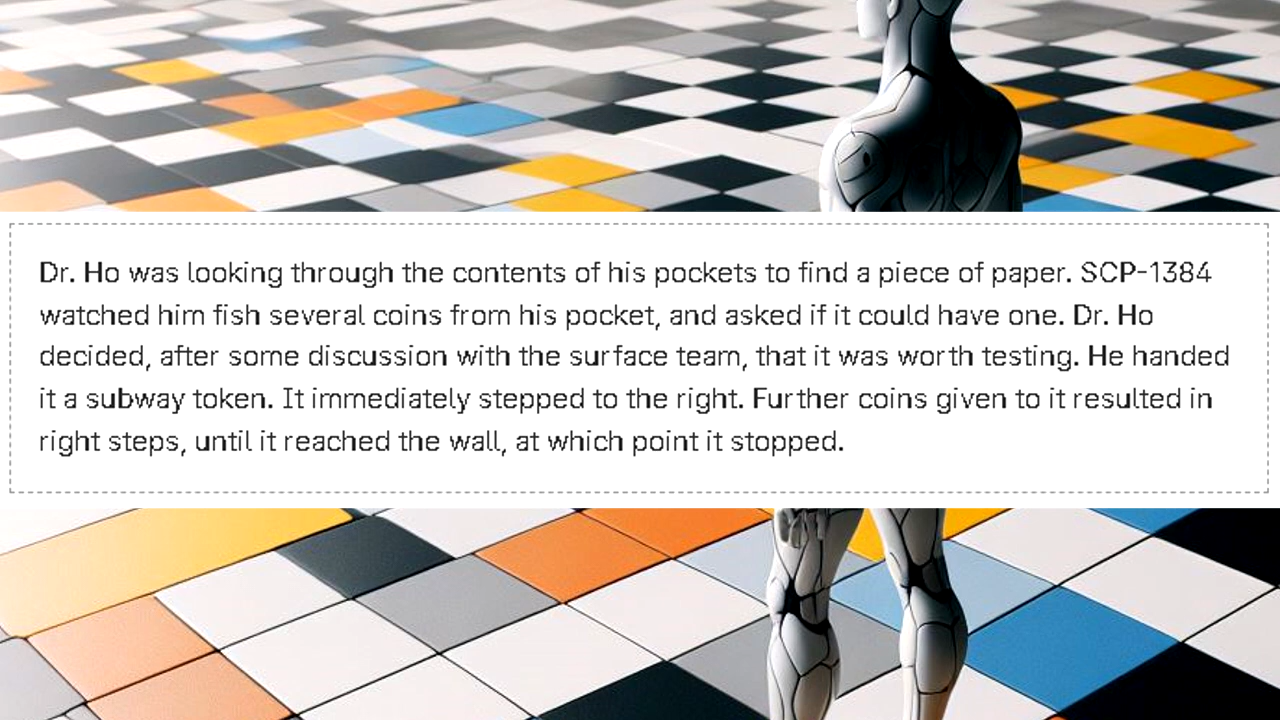 Dr. Ho was looking through the contents of his pockets to find a piece of paper. SCP-1384
watched him fish several coins from his pocket, and asked if it could have one. Dr. Ho
decided, after some discussion with the surface team, that it was worth testing. He handed
it a subway token. It immediately stepped to the right. Further coins given to it resulted in
right steps, until it reached the wall, at which point it stopped.